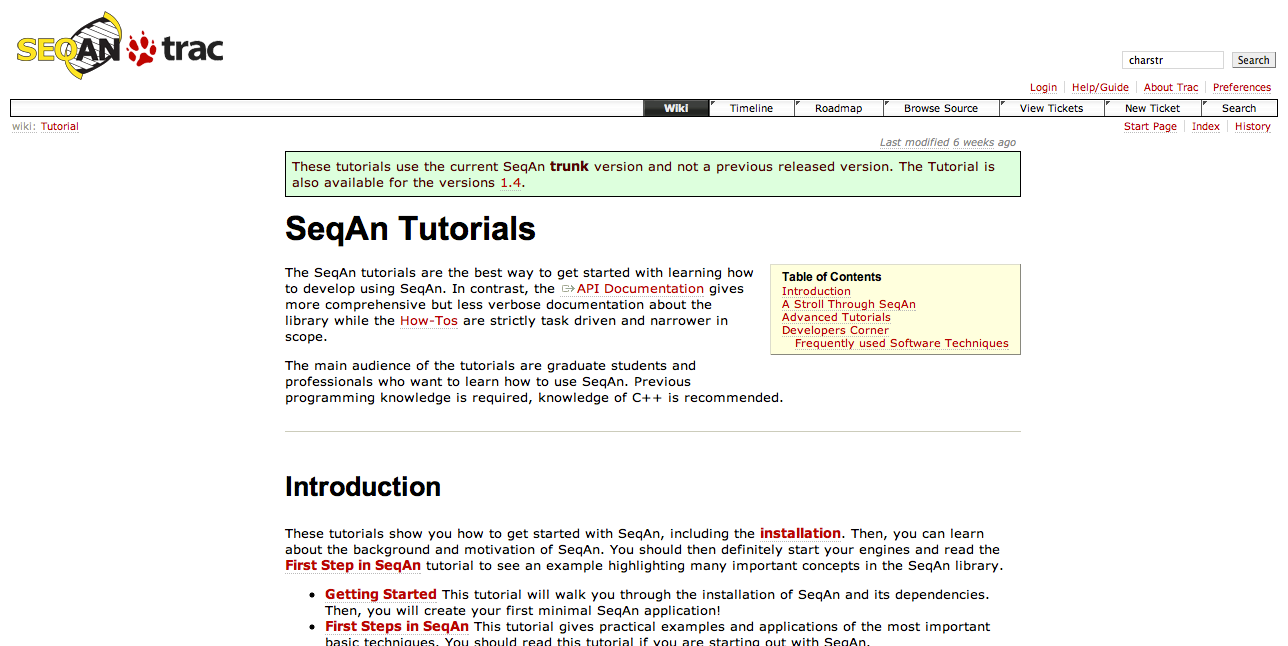 SEQAN trac
charstr Search
Login Help/Guide About Trac Preferences
Wiki Timeline Roadmap Browse Source View Tickets New Ticket Search
wiki: Tutorial
Start Page Index History
Last modified 6 weeks ago
These tutorials use the current SeqAn trunk version and not a previous released version. The Tutorial is
also available for the versions 1.4.
SeqAn Tutorials
The SeqAn tutorials are the best way to get started with learning how
to develop using SeqAn. In contrast, the API Documentation gives
more comprehensive but less verbose documentation about the
library while the How-Tos are strictly task driven and narrower in
scope.
Table of Contents
Introduction
A Stroll Through SeqAn
Advanced Tutorials
Developers Corner
Frequently used Software Techniques
The main audience of the tutorials are graduate students and
professionals who want to learn how to use SeqAn. Previous
programming knowledge is required, knowledge of C++ is recommended.
Introduction
These tutorials show you how to get started with SeqAn, including the installation. Then, you can learn
about the background and motivation of SeqAn. You should then definitely start your engines and read the
First Step in SeqAn tutorial to see an example highlighting many important concepts in the SeqAn library.
• Getting Started This tutorial will walk you through the installation of SeqAn and its dependencies.
Then, you will create your first minimal SeqAn application!
• First Steps in SeqAn This tutorial gives practical examples and applications of the most important
basic techniques. You should read this tutorial if you are starting out with SeqAn.